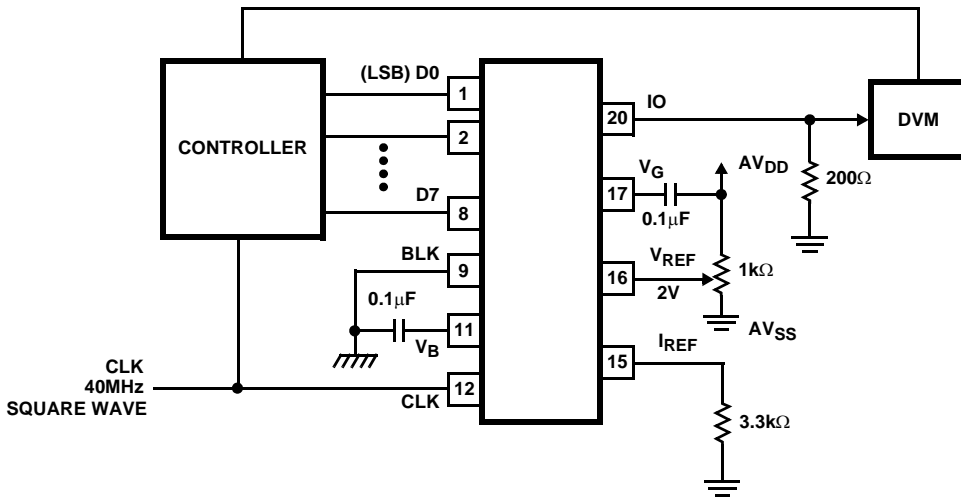 (LSB) D0
1
IO
20
DVM
2
CONTROLLER
V_G
AV_DD
200Ω
17
0.1μF
D7
8
BLK
V_REF
1kΩ
9
16
2V
0.1μF
11
V_B
I_REF
AV_SS
15
CLK
40MHz
SQUARE WAVE
12
CLK
3.3kΩ